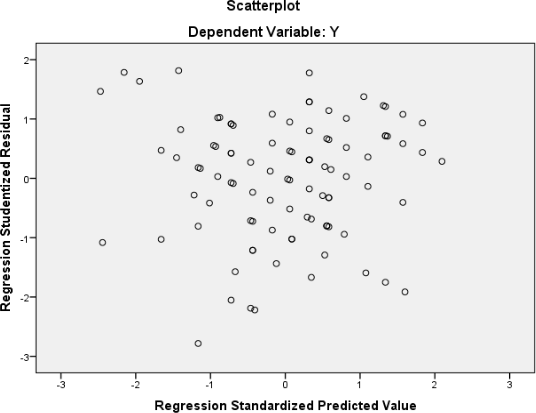 Scatterplot
Dependent Variable: Y
Regression Studentized Residual
2
1
0
-1
-2
-3
-3 -2 -1 0 1 2 3
Regression Standardized Predicted Value